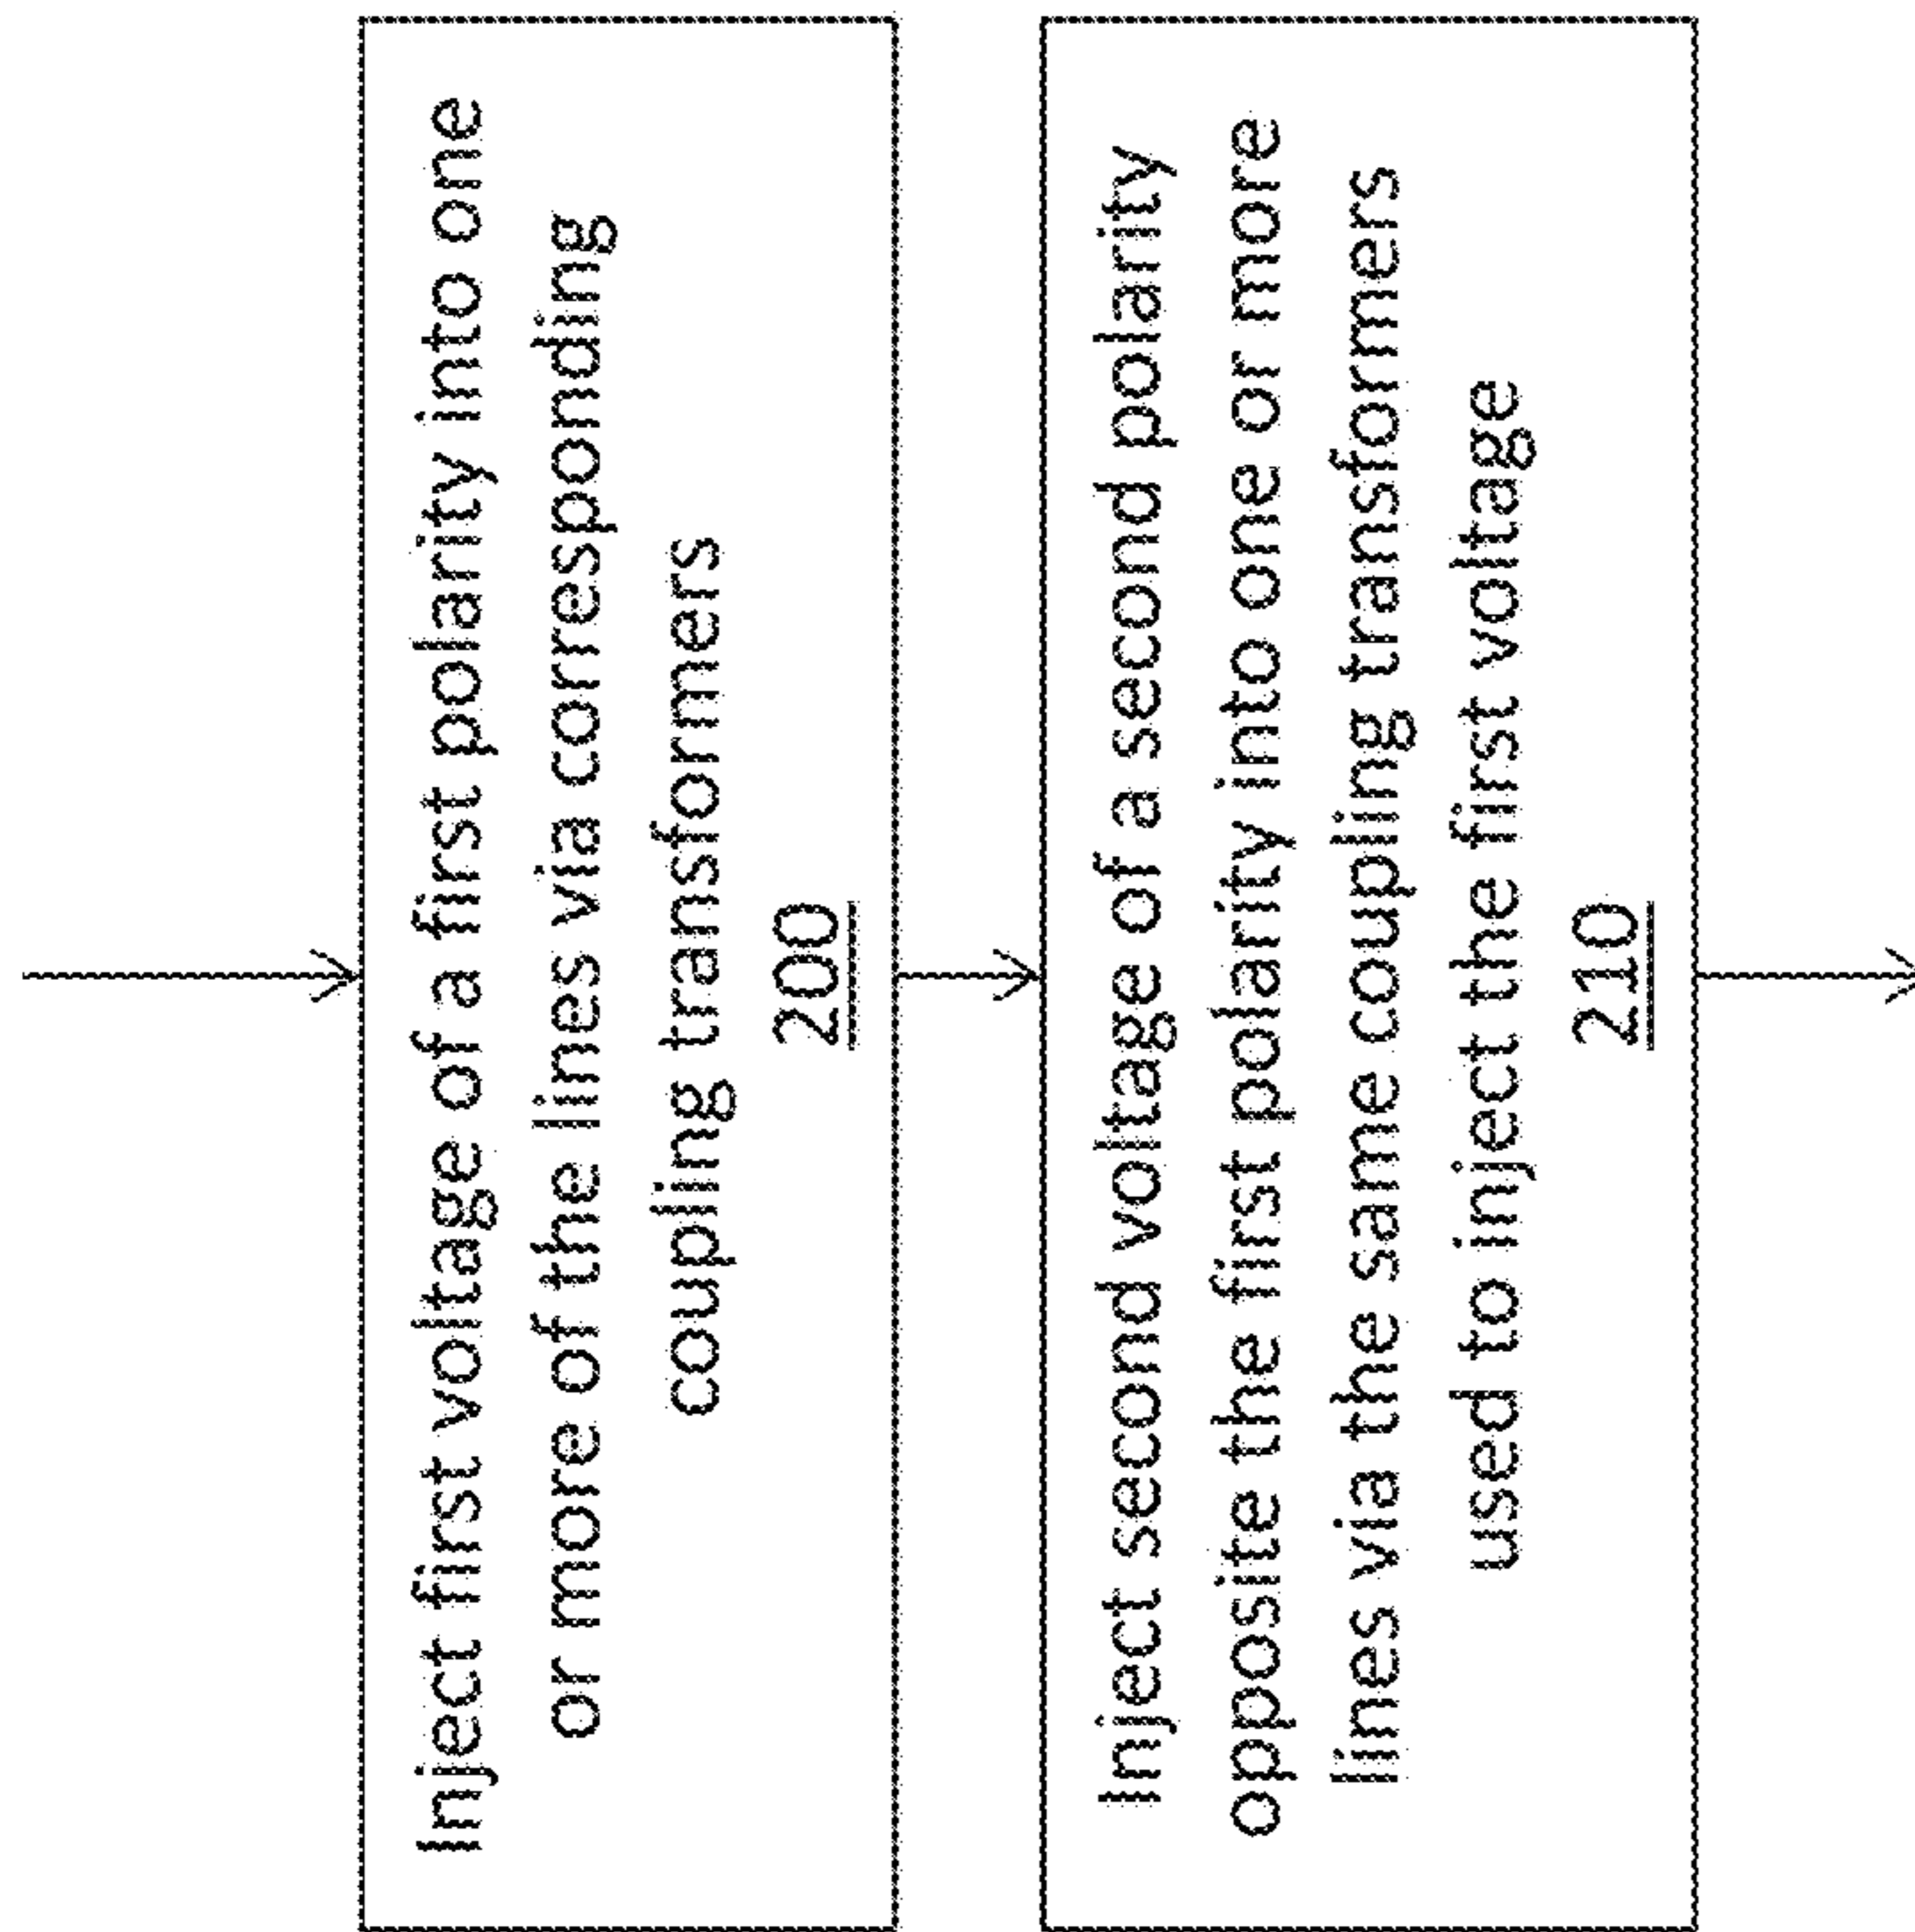 Inject first voltage of a first polarity into one
or more of the lines via corresponding
coupling transformers
200
Inject second voltage of a second polarity
opposite the first polarity into one or more
lines via the same coupling transformers
used to inject the first voltage
210